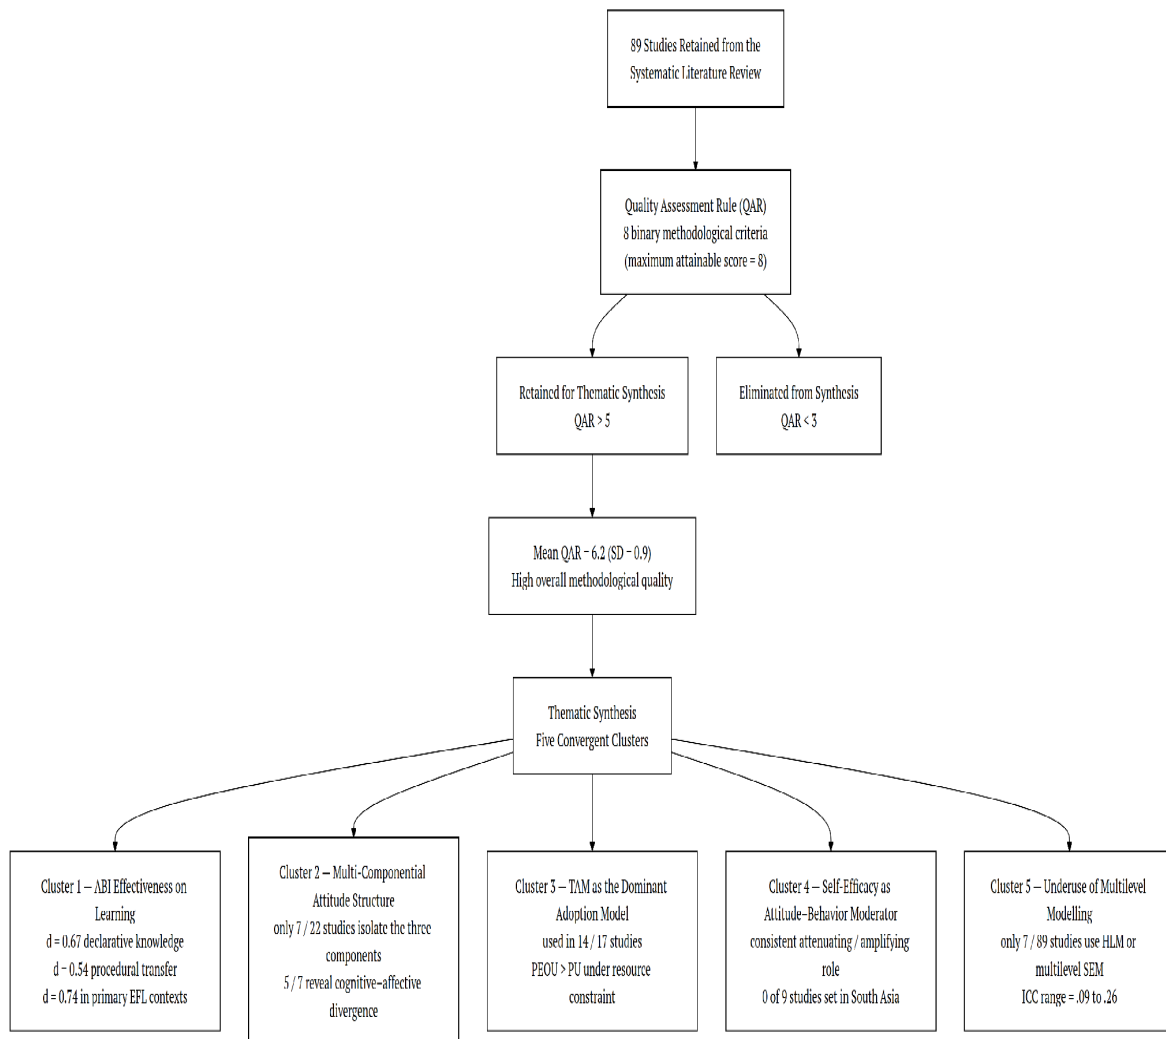 89 Studies Retained from the
Systematic Literature Review
Quality Assessment Rule (QAR)
8 binary methodological criteria
(maximum attainable score = 8)
Retained for Thematic Synthesis
QAR > 5
Eliminated from Synthesis
QAR < 3
Mean QAR = 6.2 (SD = 0.9)
High overall methodological quality
Thematic Synthesis
Five Convergent Clusters
Cluster 1 — ABI Effectiveness on
Learning
d = 0.67 declarative knowledge
d = 0.54 procedural transfer
d = 0.74 in primary EFL contexts
Cluster 2 — Multi-Componential
Attitude Structure
only 7 / 22 studies isolate the three
components
5 / 7 reveal cognitive–affective
divergence
Cluster 3 — TAM as the Dominant
Adoption Model
used in 14 / 17 studies
PEOU > PU under resource
constraint
Cluster 4 — Self-Efficacy as
Attitude–Behavior Moderator
consistent attenuating / amplifying
role
0 of 9 studies set in South Asia
Cluster 5 — Underuse of Multilevel
Modelling
only 7 / 89 studies use HLM or
multilevel SEM
ICC range = .09 to .26